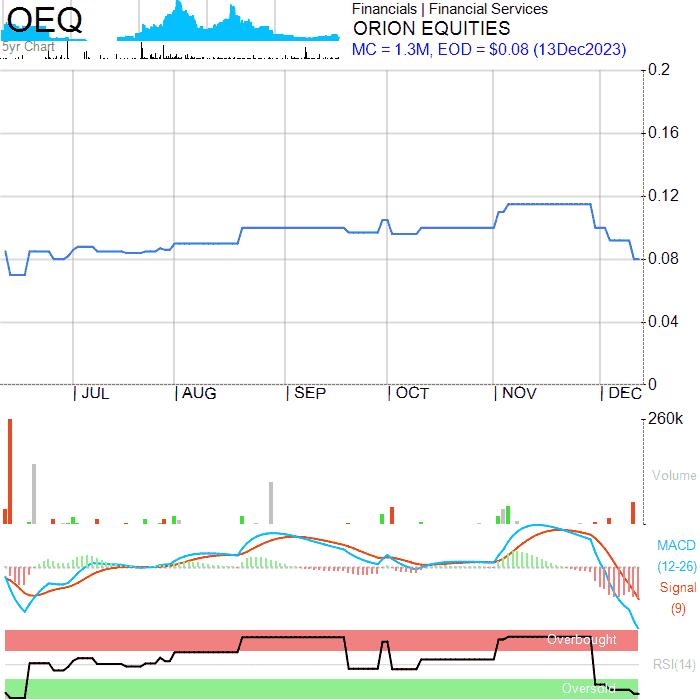 OEQ
5yr Chart
Financials | Financial Services
ORION EQUITIES
MC = 1.3M, EOD = $0.08 (13Dec2023)
0.2
0.16
0.12
0.08
0.04
0
| JUL | AUG | SEP | OCT | NOV | DEC
260k
Volume
MACD
(12-26)
Signal
(9)
Overbought
RSI(14)
Oversold